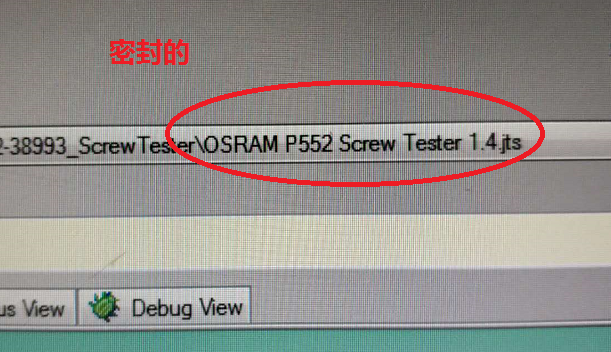 密封的
2-38993_ScrewTester\OSRAM P552 Screw Tester 1.4.jts
us View
Debug View